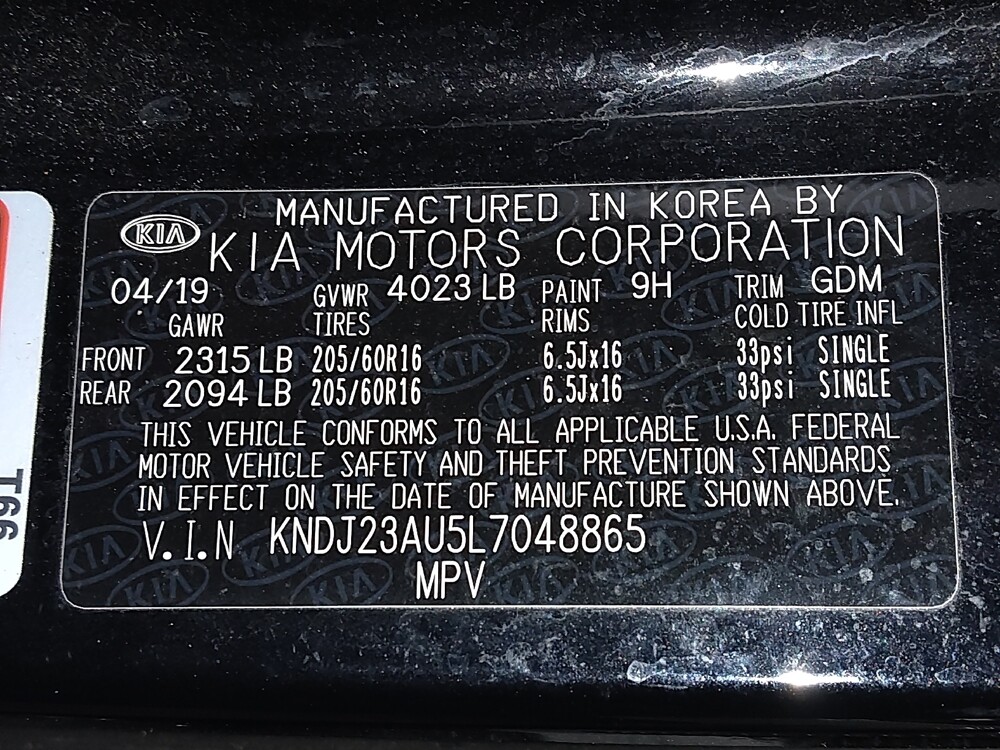 MANUFACTURED IN KOREA BY
KIA KIA MOTORS CORPORATION
04/19 GVWR 4023 LB PAINT 9H TRIM GDM
GAWR TIRES RIMS COLD TIRE INFL
FRONT 2315 LB 205/60R16 6.5Jx16 33psi SINGLE
REAR 2094 LB 205/60R16 6.5Jx16 33psi SINGLE
THIS VEHICLE CONFORMS TO ALL APPLICABLE U.S.A. FEDERAL
MOTOR VEHICLE SAFETY AND THEFT PREVENTION STANDARDS
IN EFFECT ON THE DATE OF MANUFACTURE SHOWN ABOVE.
V.I.N KNDJ23AU5L7048865
MPV